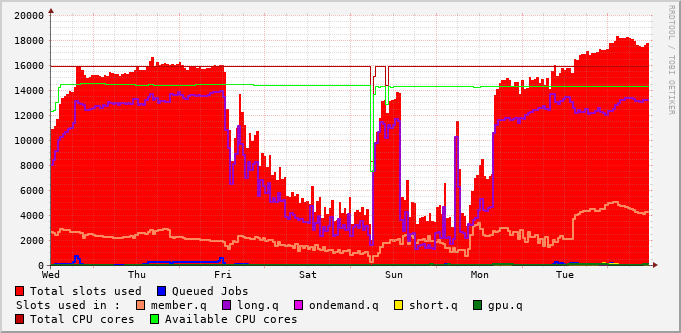 20000
18000
16000
14000
12000
10000
8000
6000
4000
2000
0
Wed Thu Fri Sat Sun Mon Tue
RRDTOOL / TOBI OETIKER
Total slots used Queued Jobs
Slots used in : member.q long.q ondemand.q short.q gpu.q
Total CPU cores Available CPU cores